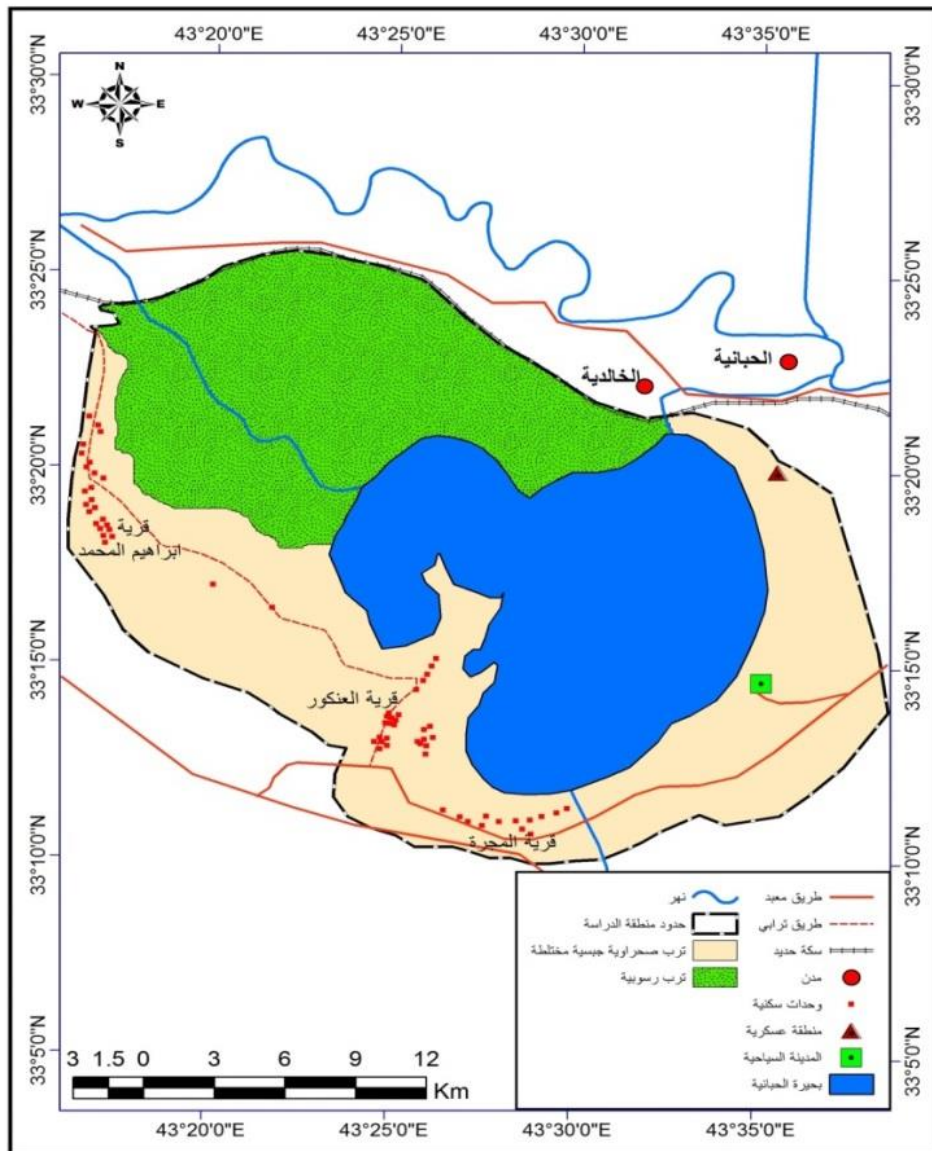 43°20'0"E 43°25'0"E 43°30'0"E 43°35'0"E
33°30'0"N 33°30'0"N
N
W E
S
33°25'0"N 33°25'0"N
الحبانية
الخالدية
33°20'0"N 33°20'0"N
قرية
ابراهيم المحمد
33°15'0"N 33°15'0"N
قرية العنكور
قرية المجرة
33°10'0"N 33°10'0"N
طريق معبد
نهر
طريق ترابي
حدود منطقة الدراسة
سكة حديد
ترب صحراوية جبسية مختلطة
مدن
ترب رسوبية
وحدات سكنية
منطقة عسكرية
المدينة السياحية
بحيرة الحبانية
33°5'0"N 33°5'0"N
3 1.5 0 3 6 9 12
Km
43°20'0"E 43°25'0"E 43°30'0"E 43°35'0"E